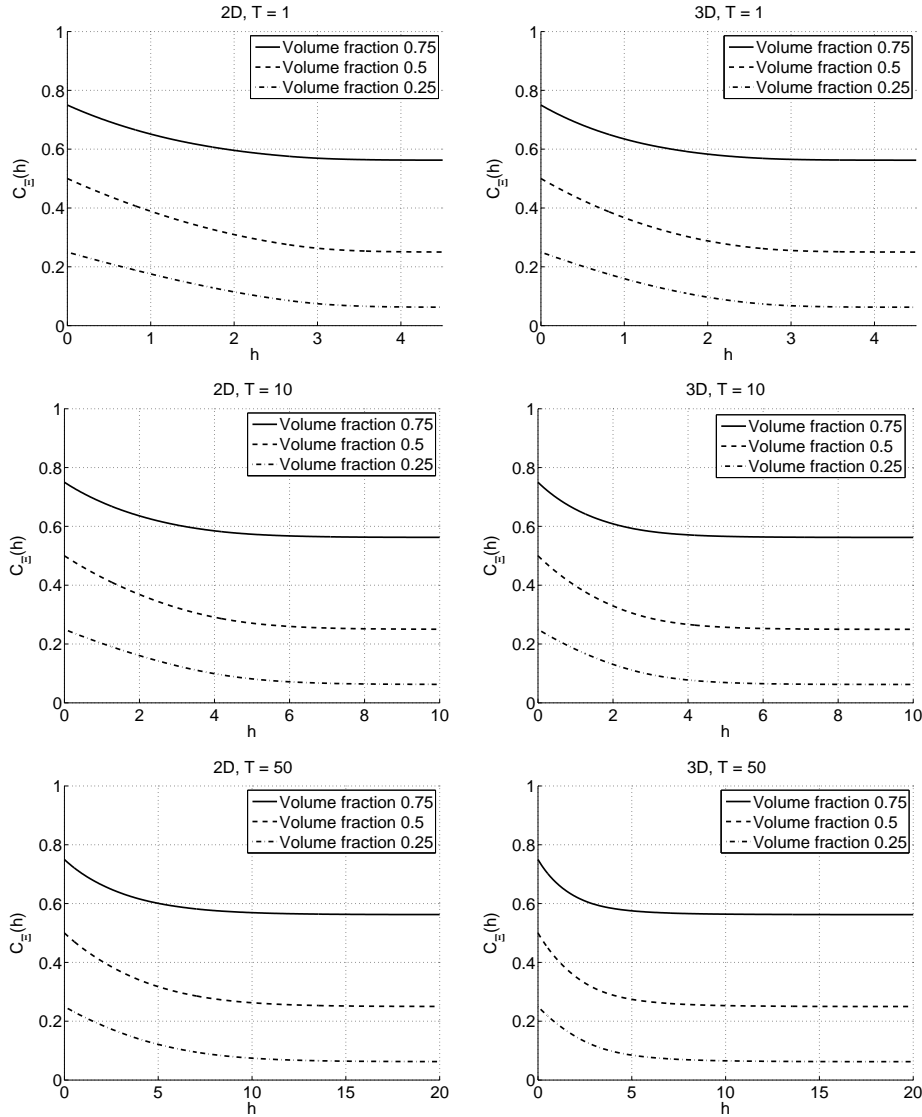 2D, T = 1
1
0.8
0.6
0.4
0.2
0
C_Ξ(h)
Volume fraction 0.75
Volume fraction 0.5
Volume fraction 0.25
0 1 2 3 4
h
3D, T = 1
1
0.8
0.6
0.4
0.2
0
C_Ξ(h)
Volume fraction 0.75
Volume fraction 0.5
Volume fraction 0.25
0 1 2 3 4
h
2D, T = 10
1
0.8
0.6
0.4
0.2
0
C_Ξ(h)
Volume fraction 0.75
Volume fraction 0.5
Volume fraction 0.25
0 2 4 6 8 10
h
3D, T = 10
1
0.8
0.6
0.4
0.2
0
C_Ξ(h)
Volume fraction 0.75
Volume fraction 0.5
Volume fraction 0.25
0 2 4 6 8 10
h
2D, T = 50
1
0.8
0.6
0.4
0.2
0
C_Ξ(h)
Volume fraction 0.75
Volume fraction 0.5
Volume fraction 0.25
0 5 10 15 20
h
3D, T = 50
1
0.8
0.6
0.4
0.2
0
C_Ξ(h)
Volume fraction 0.75
Volume fraction 0.5
Volume fraction 0.25
0 5 10 15 20
h